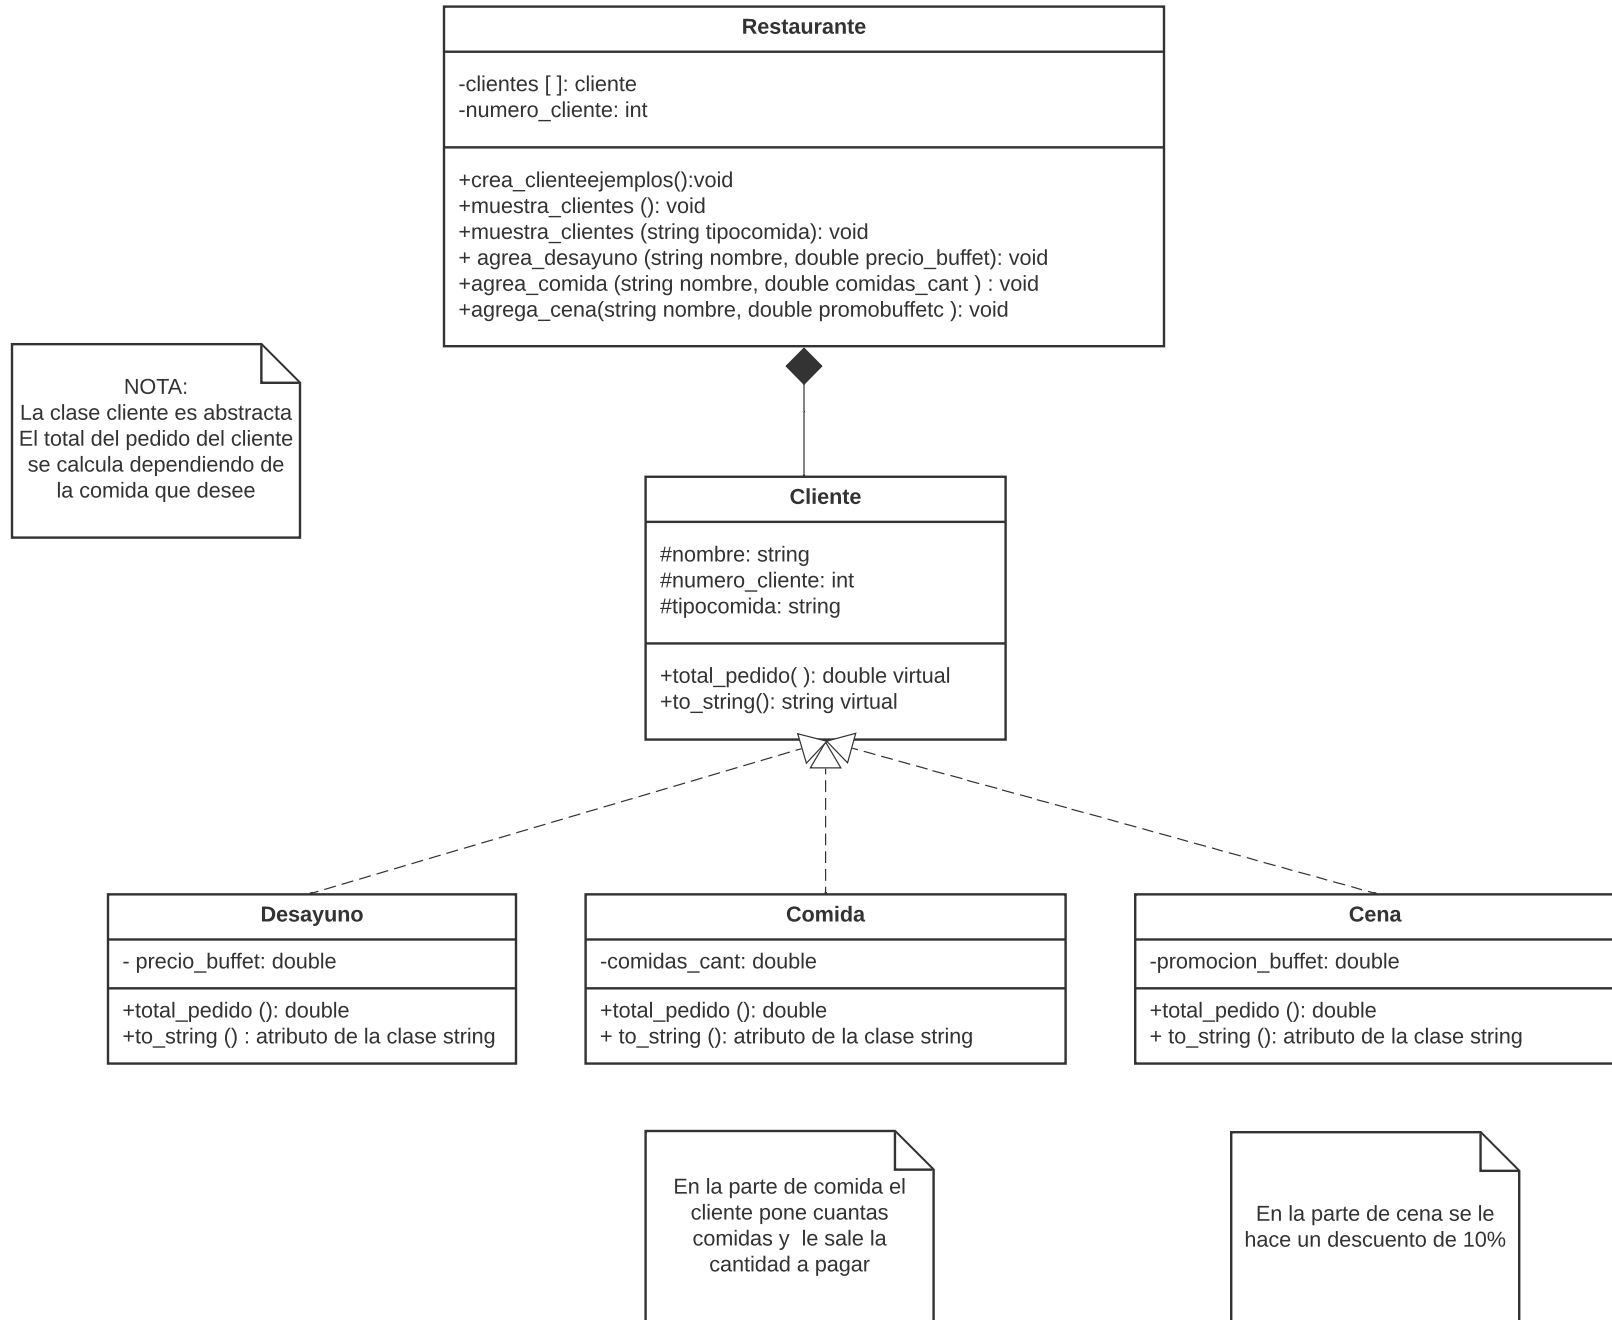 Restaurante
-clientes [ ]: cliente
-numero_cliente: int
+crea_clienteejemplos():void
+muestra_clientes (): void
+muestra_clientes (string tipocomida): void
+ agrea_desayuno (string nombre, double precio_buffet): void
+agrea_comida (string nombre, double comidas_cant ) : void
+agrega_cena(string nombre, double promobuffetc ): void
NOTA:
La clase cliente es abstracta
El total del pedido del cliente
se calcula dependiendo de
la comida que desee
Cliente
#nombre: string
#numero_cliente: int
#tipocomida: string
+total_pedido( ): double virtual
+to_string(): string virtual
Desayuno
- precio_buffet: double
+total_pedido (): double
+to_string () : atributo de la clase string
Comida
-comidas_cant: double
+total_pedido (): double
+ to_string (): atributo de la clase string
Cena
-promocion_buffet: double
+total_pedido (): double
+ to_string (): atributo de la clase string
En la parte de comida el
cliente pone cuantas
comidas y  le sale la
cantidad a pagar
En la parte de cena se le
hace un descuento de 10%